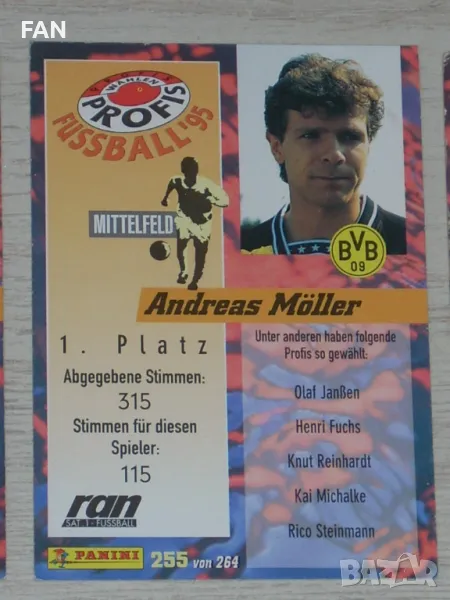 FAN
PROFIS WÄHLEN PROFIS
FUSSBALL '95
MITTELFELD
BVB
09
Andreas Möller
1. Platz
Abgegebene Stimmen:
315
Stimmen für diesen
Spieler:
115
ran
SAT.1-FUSSBALL
Unter anderen haben folgende
Profis so gewählt:
Olaf Janßen
Henri Fuchs
Knut Reinhardt
Kai Michalke
Rico Steinmann
PANINI
255 von 264
BAZAR